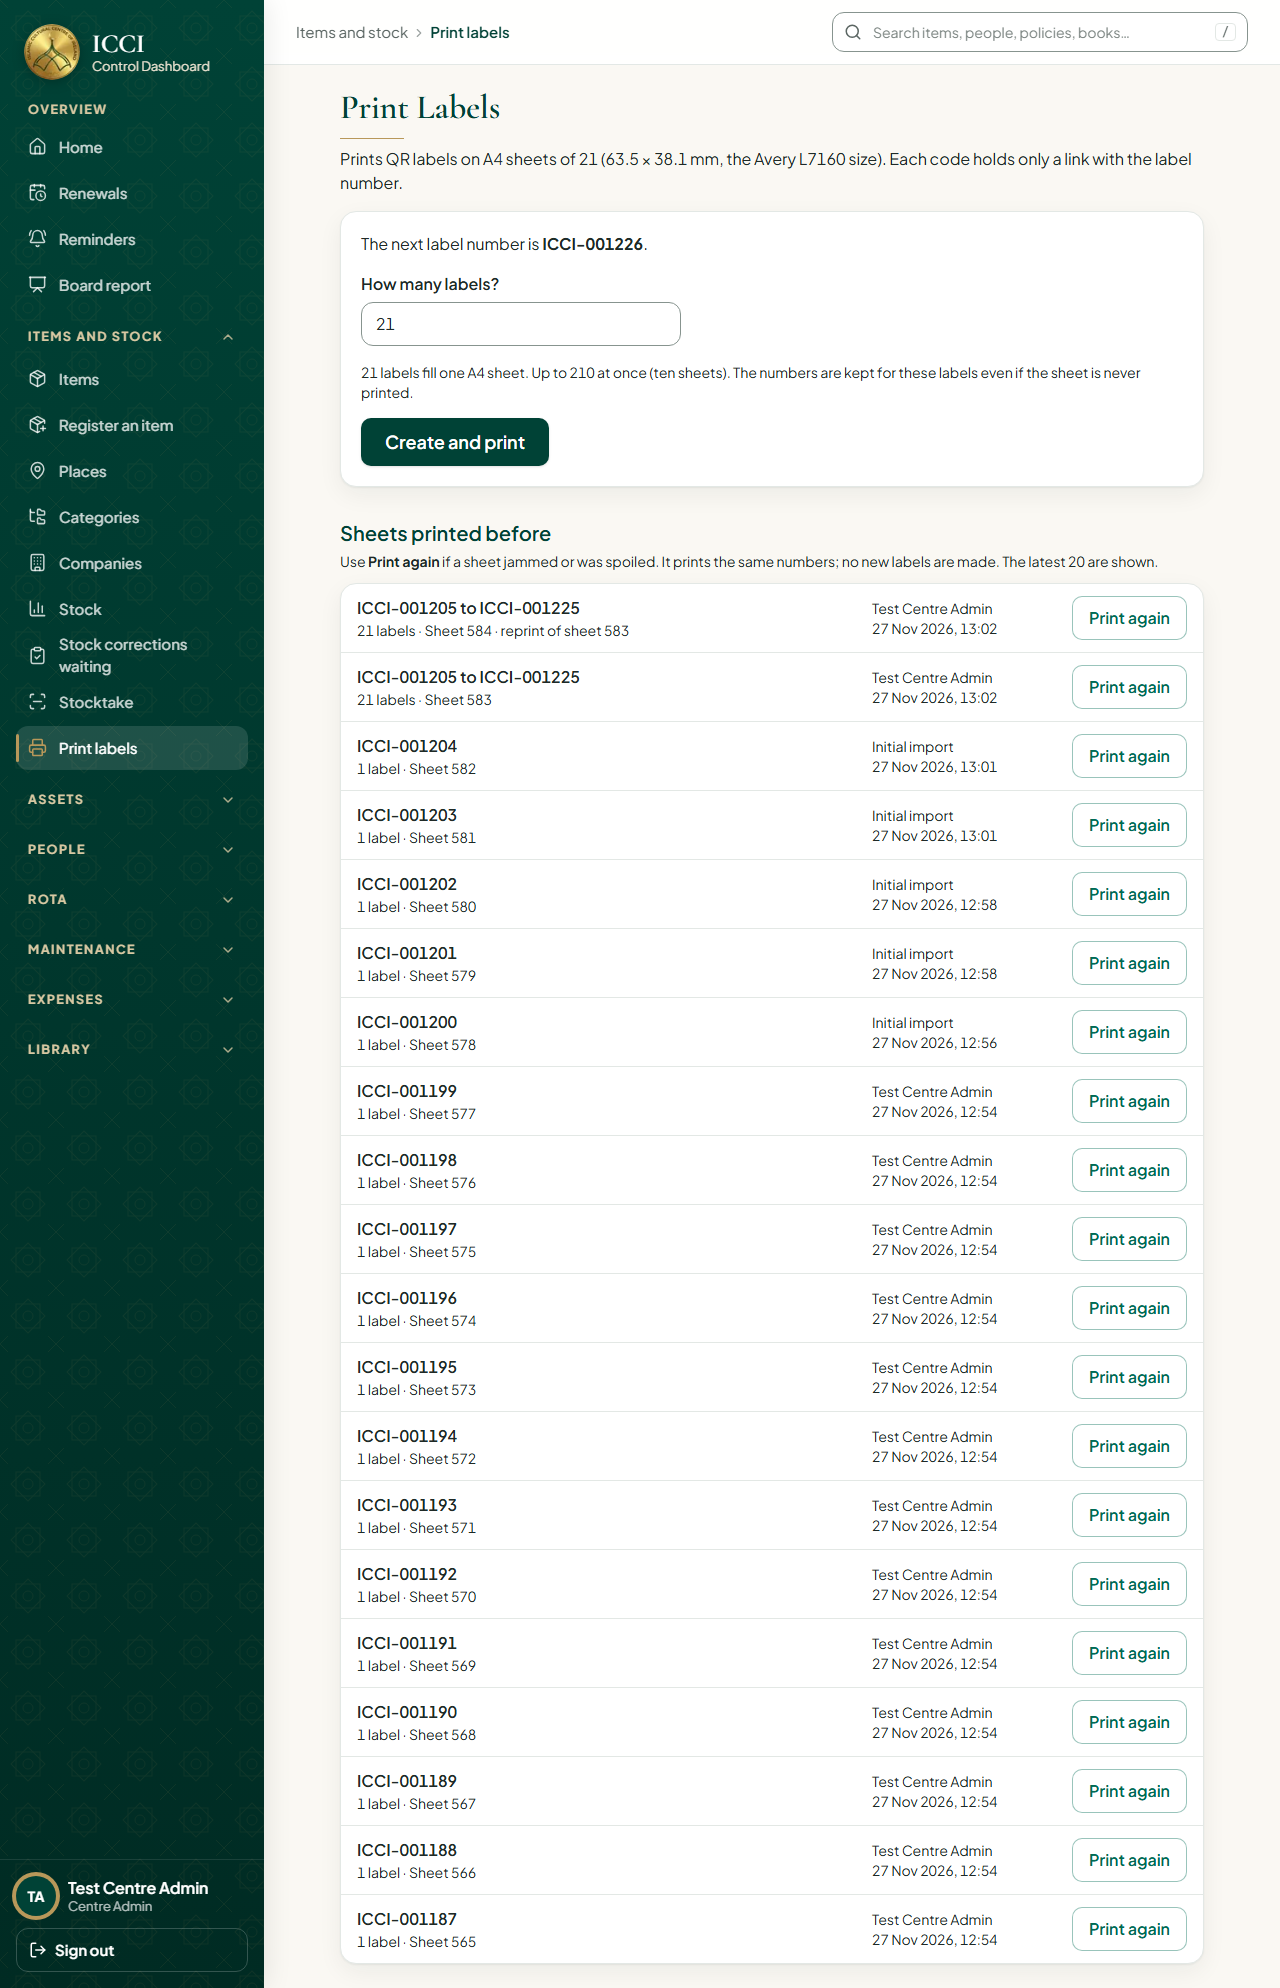 ICCI
Control Dashboard
OVERVIEW
Home
Renewals
Reminders
Board report
ITEMS AND STOCK
Items
Register an item
Places
Categories
Companies
Stock
Stock corrections
waiting
Stocktake
Print labels
ASSETS
PEOPLE
ROTA
MAINTENANCE
EXPENSES
LIBRARY
TA
Test Centre Admin
Centre Admin
Sign out
Items and stock › Print labels
Search items, people, policies, books… /
Print Labels
Prints QR labels on A4 sheets of 21 (63.5 × 38.1 mm, the Avery L7160 size). Each code holds only a link with the label
number.
The next label number is ICCI-001226.
How many labels?
21
21 labels fill one A4 sheet. Up to 210 at once (ten sheets). The numbers are kept for these labels even if the sheet is never
printed.
Create and print
Sheets printed before
Use Print again if a sheet jammed or was spoiled. It prints the same numbers; no new labels are made. The latest 20 are shown.
ICCI-001205 to ICCI-001225
21 labels · Sheet 584 · reprint of sheet 583
Test Centre Admin
27 Nov 2026, 13:02
Print again
ICCI-001205 to ICCI-001225
21 labels · Sheet 583
Test Centre Admin
27 Nov 2026, 13:02
Print again
ICCI-001204
1 label · Sheet 582
Initial import
27 Nov 2026, 13:01
Print again
ICCI-001203
1 label · Sheet 581
Initial import
27 Nov 2026, 13:01
Print again
ICCI-001202
1 label · Sheet 580
Initial import
27 Nov 2026, 12:58
Print again
ICCI-001201
1 label · Sheet 579
Initial import
27 Nov 2026, 12:58
Print again
ICCI-001200
1 label · Sheet 578
Initial import
27 Nov 2026, 12:56
Print again
ICCI-001199
1 label · Sheet 577
Test Centre Admin
27 Nov 2026, 12:54
Print again
ICCI-001198
1 label · Sheet 576
Test Centre Admin
27 Nov 2026, 12:54
Print again
ICCI-001197
1 label · Sheet 575
Test Centre Admin
27 Nov 2026, 12:54
Print again
ICCI-001196
1 label · Sheet 574
Test Centre Admin
27 Nov 2026, 12:54
Print again
ICCI-001195
1 label · Sheet 573
Test Centre Admin
27 Nov 2026, 12:54
Print again
ICCI-001194
1 label · Sheet 572
Test Centre Admin
27 Nov 2026, 12:54
Print again
ICCI-001193
1 label · Sheet 571
Test Centre Admin
27 Nov 2026, 12:54
Print again
ICCI-001192
1 label · Sheet 570
Test Centre Admin
27 Nov 2026, 12:54
Print again
ICCI-001191
1 label · Sheet 569
Test Centre Admin
27 Nov 2026, 12:54
Print again
ICCI-001190
1 label · Sheet 568
Test Centre Admin
27 Nov 2026, 12:54
Print again
ICCI-001189
1 label · Sheet 567
Test Centre Admin
27 Nov 2026, 12:54
Print again
ICCI-001188
1 label · Sheet 566
Test Centre Admin
27 Nov 2026, 12:54
Print again
ICCI-001187
1 label · Sheet 565
Test Centre Admin
27 Nov 2026, 12:54
Print again